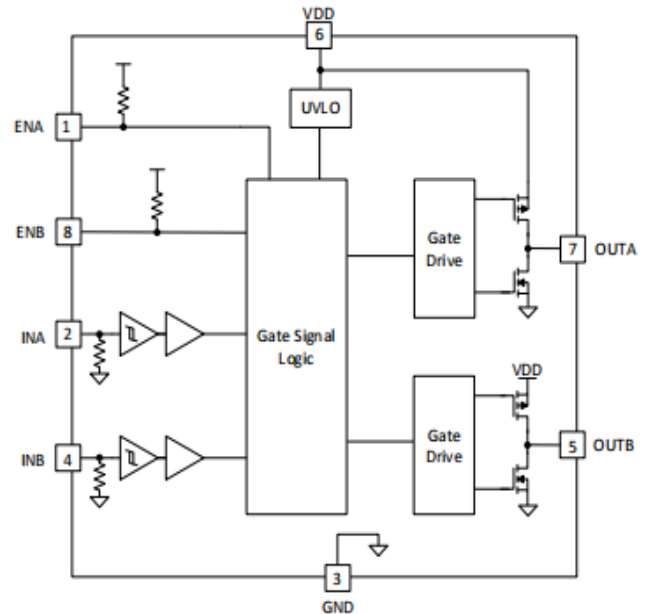 VDD
6
UVLO
ENA 1
ENB 8
Gate
Drive
7 OUTA
INA 2
Gate Signal
Logic
VDD
INB 4
Gate
Drive
5 OUTB
3
GND